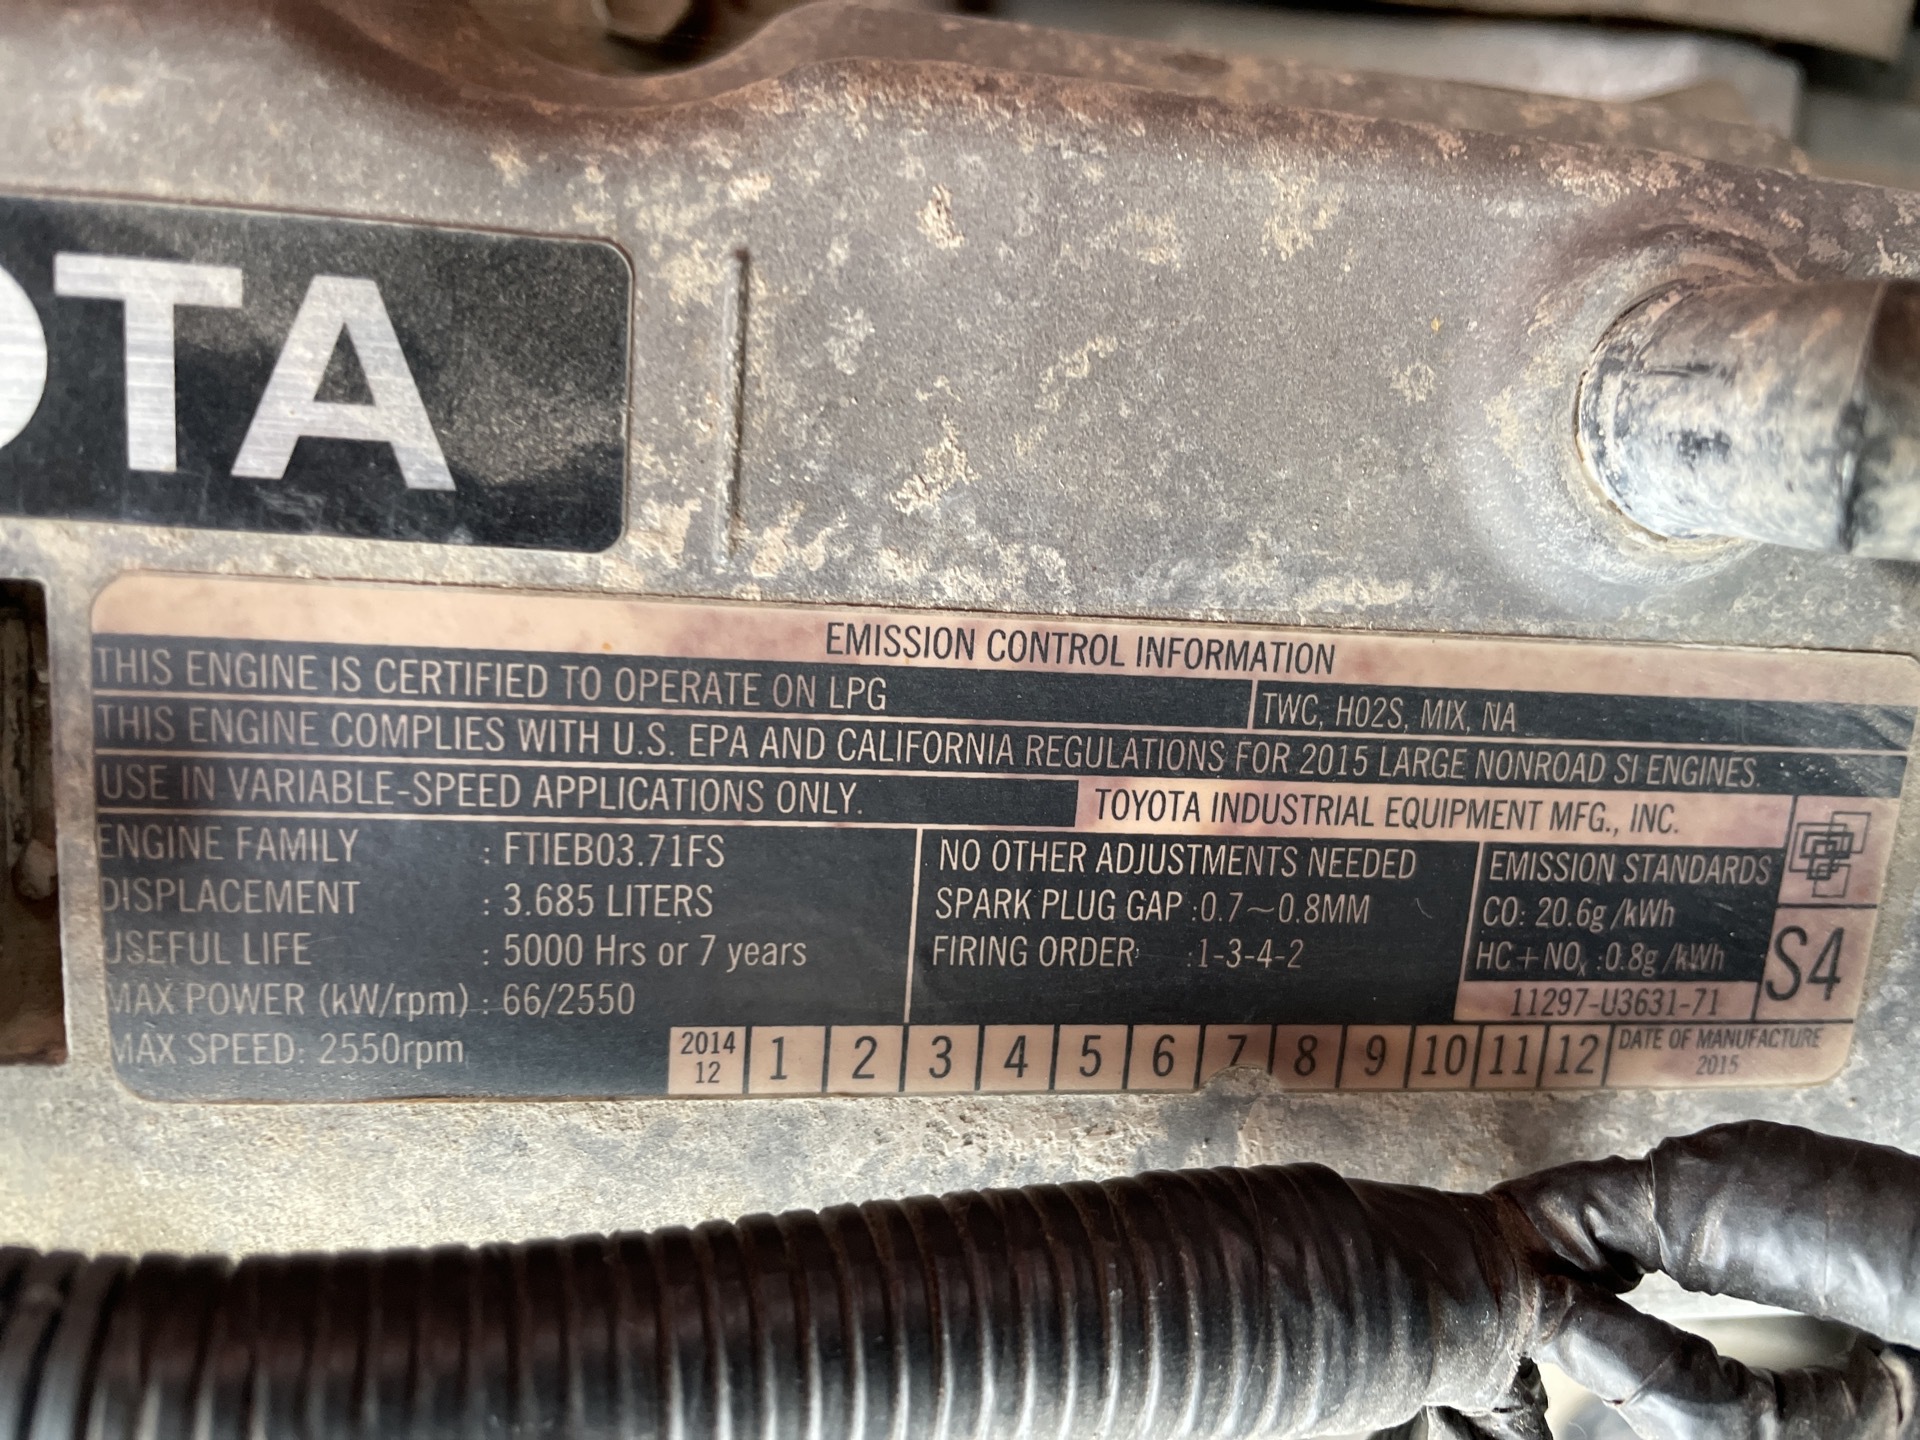 OTA
EMISSION CONTROL INFORMATION
THIS ENGINE IS CERTIFIED TO OPERATE ON LPG
TWC, HO2S, MIX, NA
THIS ENGINE COMPLIES WITH U.S. EPA AND CALIFORNIA REGULATIONS FOR 2015 LARGE NONROAD SI ENGINES.
USE IN VARIABLE-SPEED APPLICATIONS ONLY.
TOYOTA INDUSTRIAL EQUIPMENT MFG., INC.
ENGINE FAMILY : FTIEB03.71FS
DISPLACEMENT : 3.685 LITERS
USEFUL LIFE : 5000 Hrs or 7 years
MAX POWER (kW/rpm) : 66/2550
MAX SPEED: 2550rpm
NO OTHER ADJUSTMENTS NEEDED
SPARK PLUG GAP :0.7~0.8MM
FIRING ORDER :1-3-4-2
EMISSION STANDARDS
CO: 20.6g/kWh
HC+NOx :0.8g/kWh
11297-U3631-71
S4
2014 12 1 2 3 4 5 6 7 8 9 10 11 12 DATE OF MANUFACTURE 2015